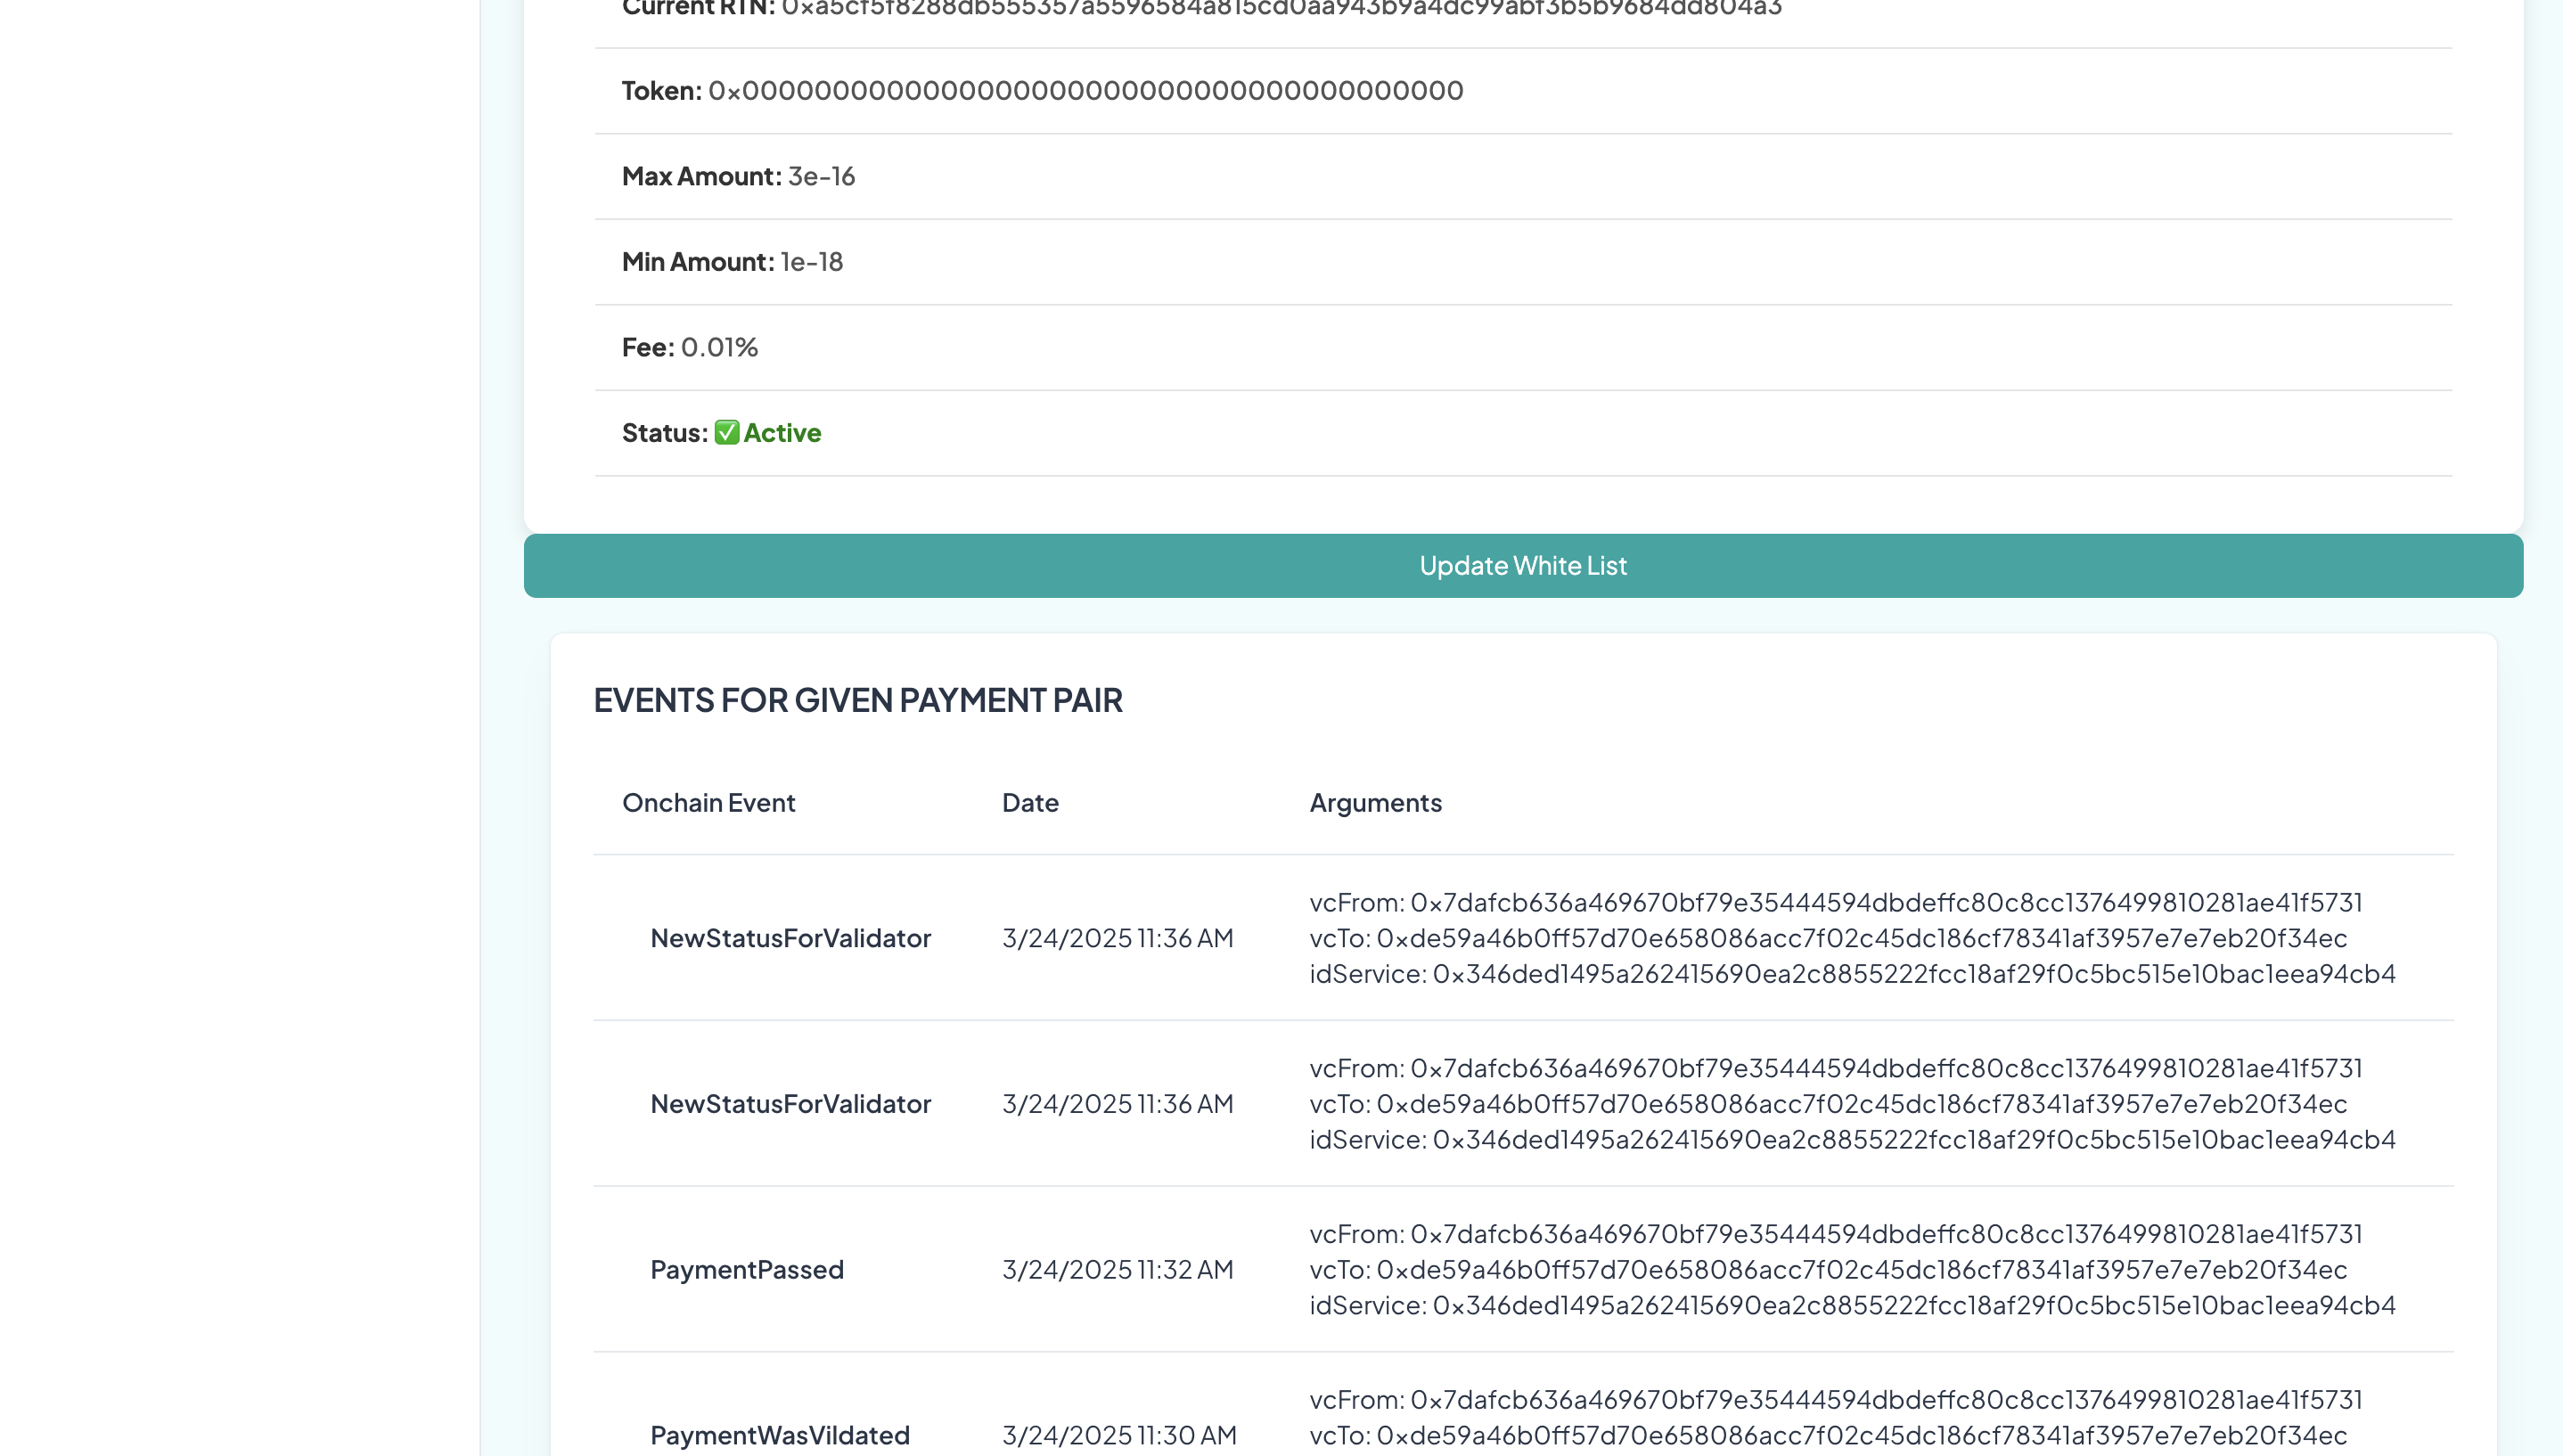 Current RTN: 0xa5cf5f8288db555357a5596584a815cd0aa943b9a4dc99abf3b5b9684dd804a3
Token: 0x0000000000000000000000000000000000000000
Max Amount: 3e-16
Min Amount: 1e-18
Fee: 0.01%
Status: ✅ Active
Update White List
EVENTS FOR GIVEN PAYMENT PAIR
Onchain Event Date Arguments
vcFrom: 0x7dafcb636a469670bf79e35444594dbdeffc80c8cc1376499810281ae41f5731
NewStatusForValidator 3/24/2025 11:36 AM vcTo: 0xde59a46b0ff57d70e658086acc7f02c45dc186cf78341af3957e7e7eb20f34ec
idService: 0x346ded1495a262415690ea2c8855222fcc18af29f0c5bc515e10bac1eea94cb4
vcFrom: 0x7dafcb636a469670bf79e35444594dbdeffc80c8cc1376499810281ae41f5731
NewStatusForValidator 3/24/2025 11:36 AM vcTo: 0xde59a46b0ff57d70e658086acc7f02c45dc186cf78341af3957e7e7eb20f34ec
idService: 0x346ded1495a262415690ea2c8855222fcc18af29f0c5bc515e10bac1eea94cb4
vcFrom: 0x7dafcb636a469670bf79e35444594dbdeffc80c8cc1376499810281ae41f5731
PaymentPassed 3/24/2025 11:32 AM vcTo: 0xde59a46b0ff57d70e658086acc7f02c45dc186cf78341af3957e7e7eb20f34ec
idService: 0x346ded1495a262415690ea2c8855222fcc18af29f0c5bc515e10bac1eea94cb4
vcFrom: 0x7dafcb636a469670bf79e35444594dbdeffc80c8cc1376499810281ae41f5731
PaymentWasVildated 3/24/2025 11:30 AM vcTo: 0xde59a46b0ff57d70e658086acc7f02c45dc186cf78341af3957e7e7eb20f34ec